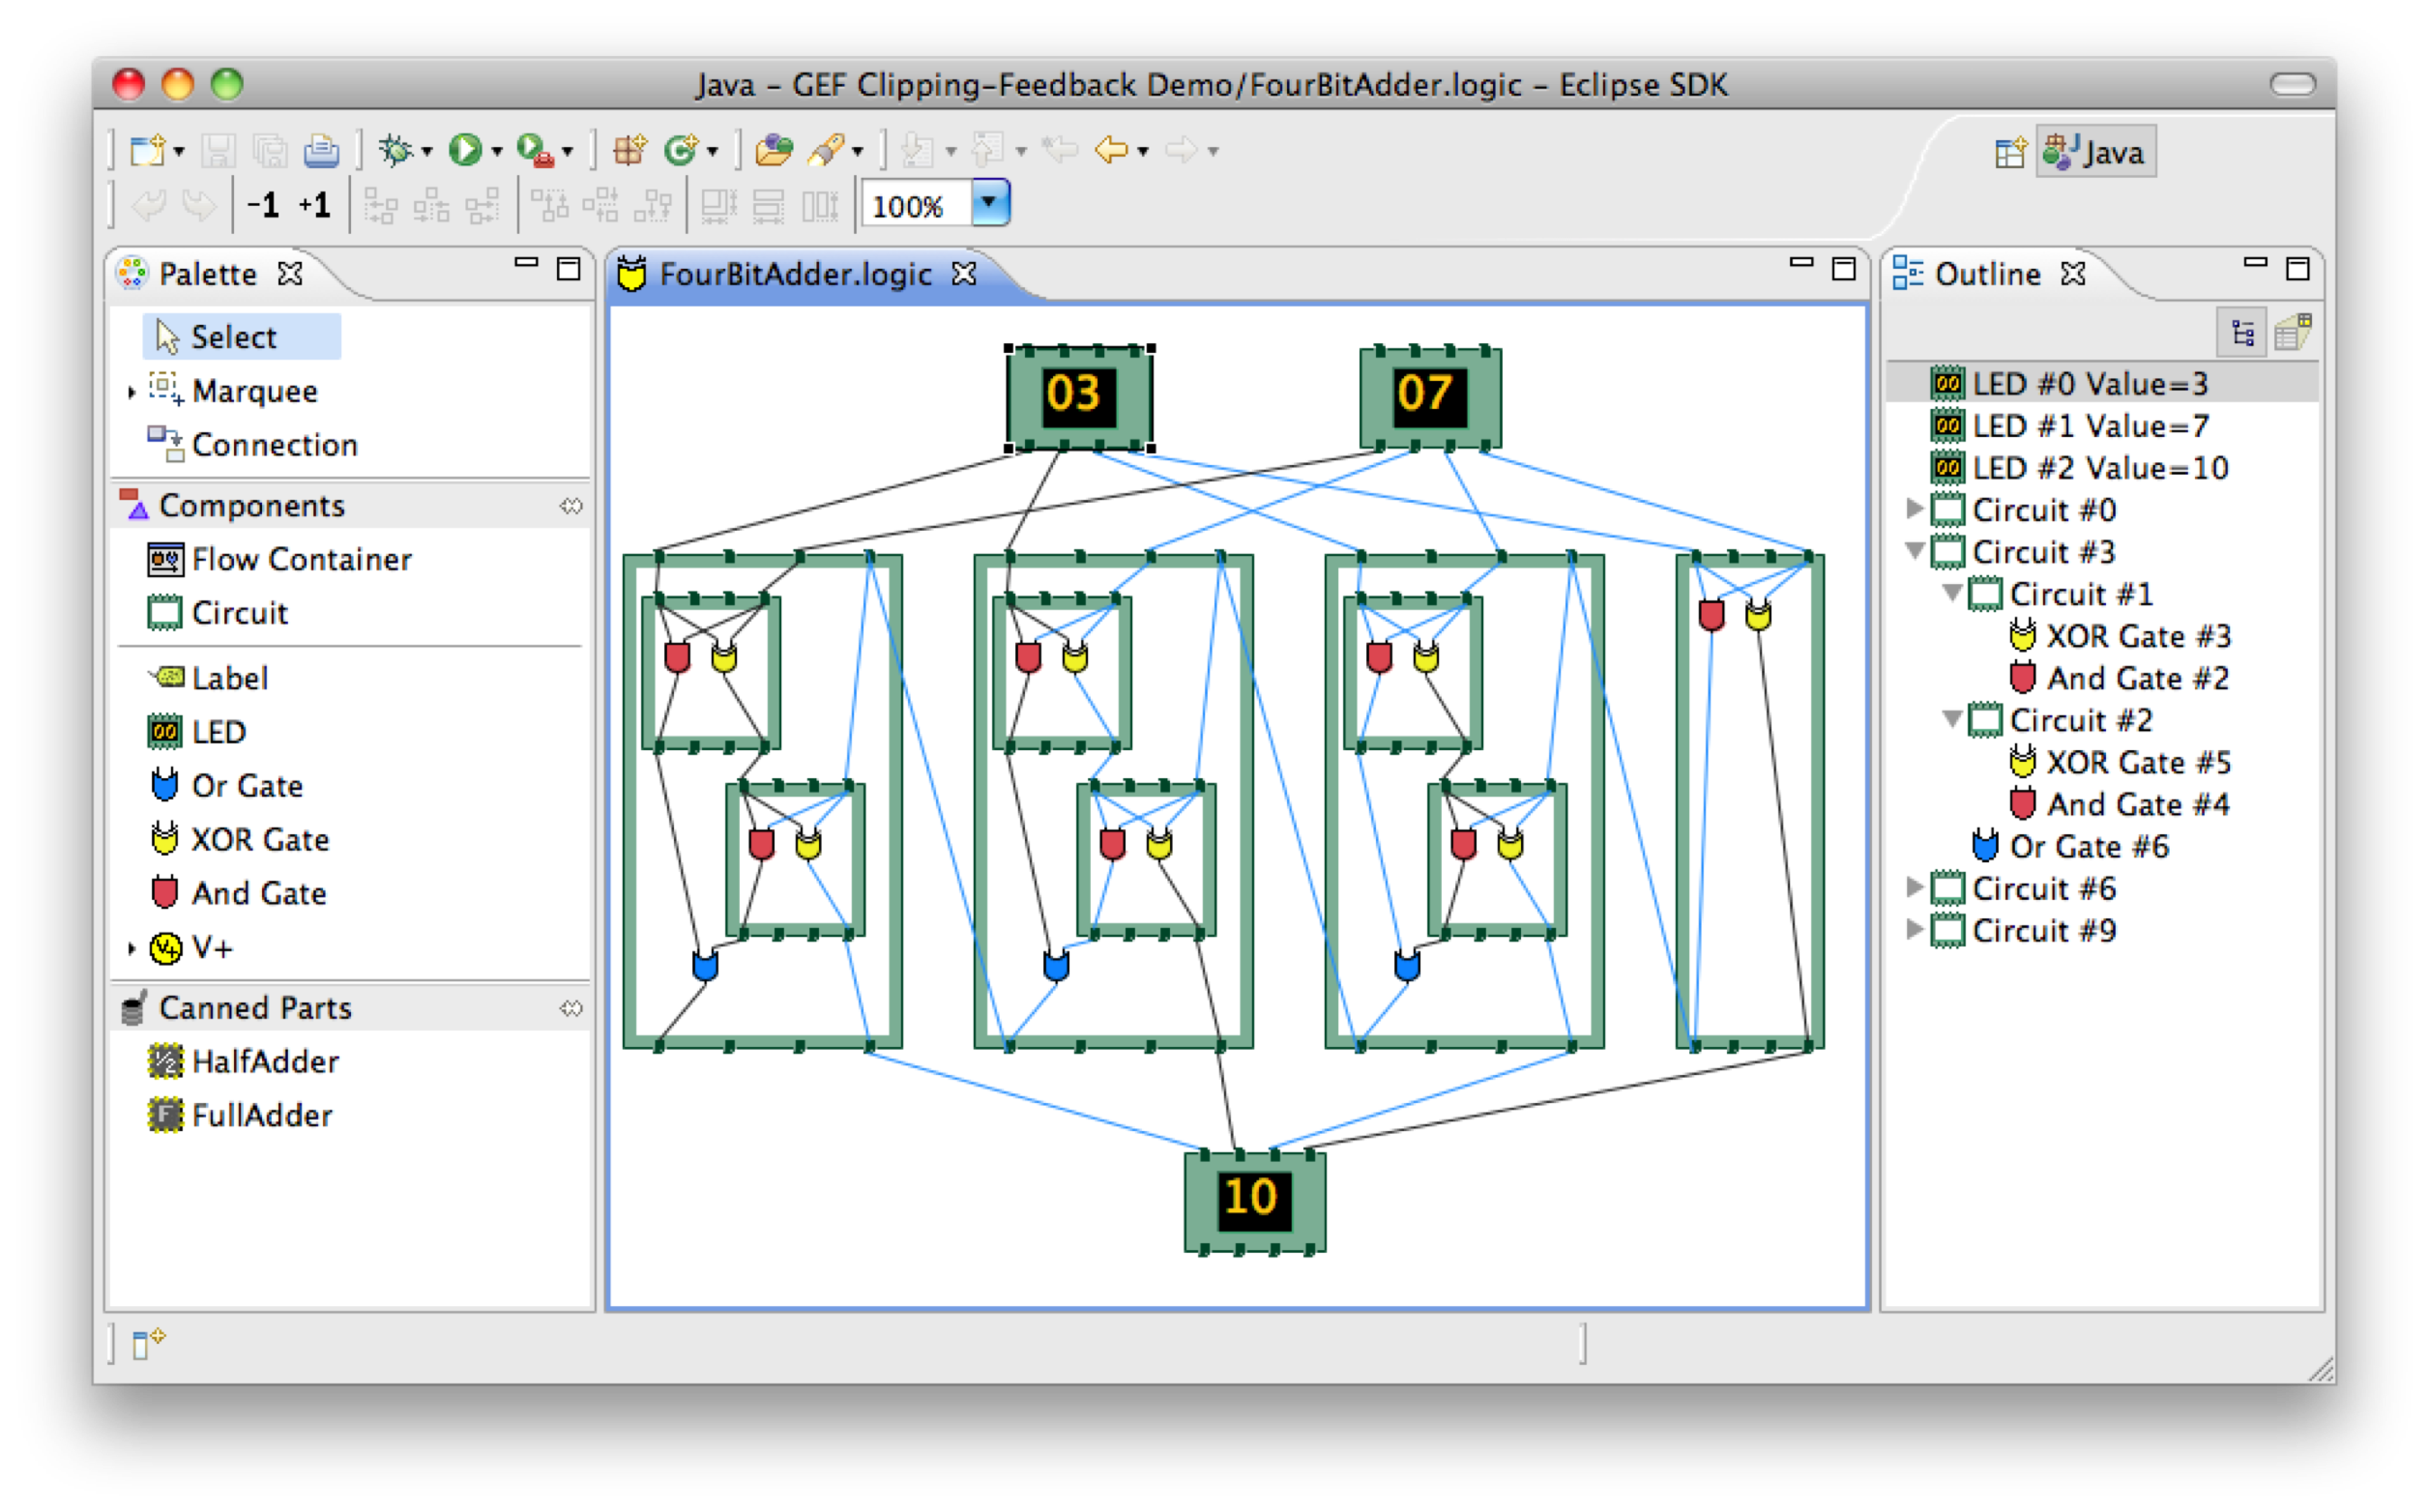 Java – GEF Clipping-Feedback Demo/FourBitAdder.logic – Eclipse SDK
Java
-1 +1 100%
Palette
Select
Marquee
Connection
Components
Flow Container
Circuit
Label
LED
Or Gate
XOR Gate
And Gate
V+
Canned Parts
HalfAdder
FullAdder
FourBitAdder.logic
03 07
10
Outline
LED #0 Value=3
LED #1 Value=7
LED #2 Value=10
Circuit #0
Circuit #3
Circuit #1
XOR Gate #3
And Gate #2
Circuit #2
XOR Gate #5
And Gate #4
Or Gate #6
Circuit #6
Circuit #9